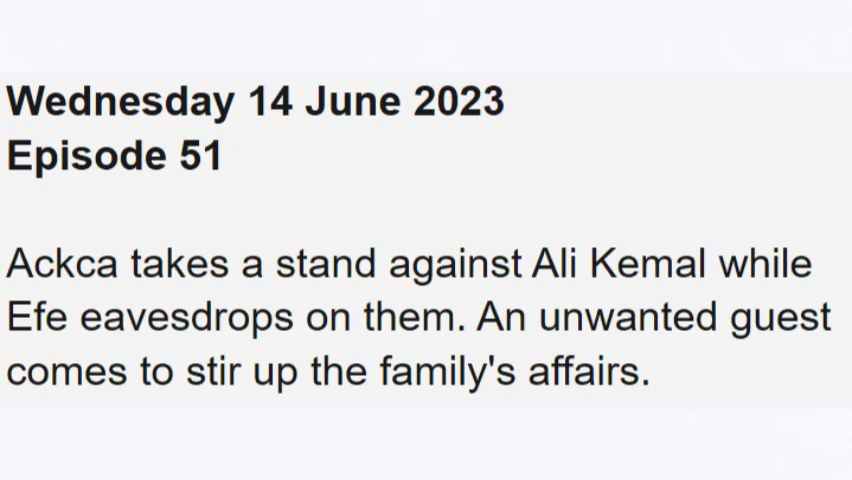 Wednesday 14 June 2023
Episode 51
Ackca takes a stand against Ali Kemal while
Efe eavesdrops on them. An unwanted guest
comes to stir up the family's affairs.